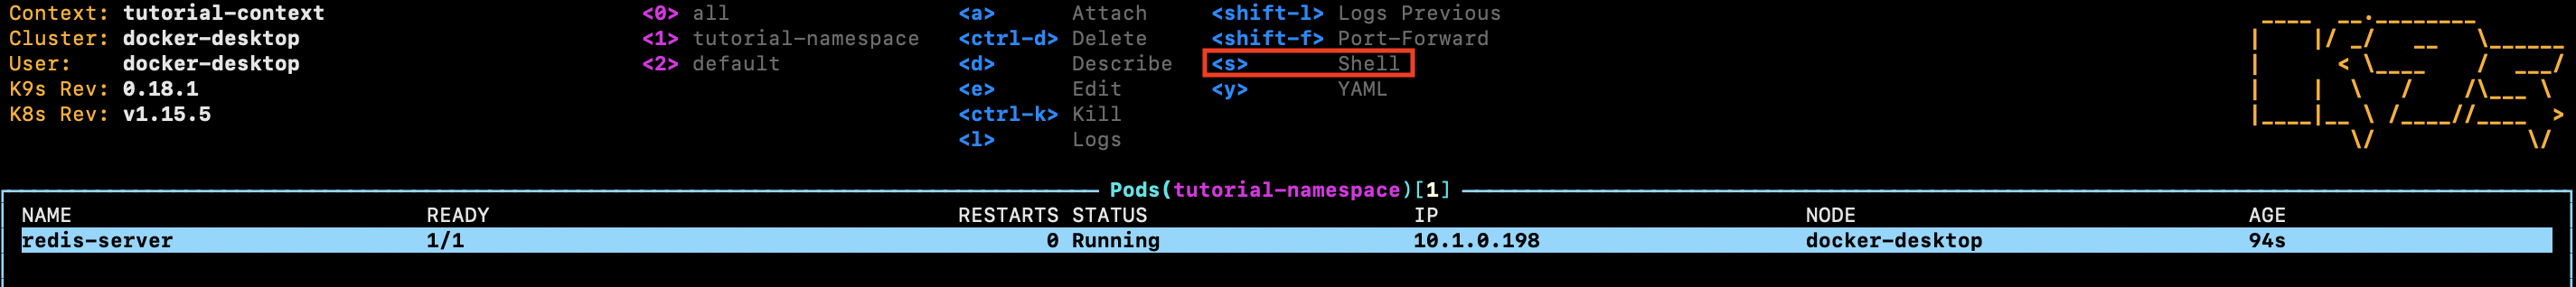 Context: tutorial-context <0> all <a> Attach <shift-l> Logs Previous
Cluster: docker-desktop <1> tutorial-namespace <ctrl-d> Delete <shift-f> Port-Forward
User: docker-desktop <2> default <d> Describe <s> Shell
K9s Rev: 0.18.1 <e> Edit <y> YAML
K8s Rev: v1.15.5 <ctrl-k> Kill
<l> Logs
Pods(tutorial-namespace)[1]
NAME READY RESTARTS STATUS IP NODE AGE
redis-server 1/1 0 Running 10.1.0.198 docker-desktop 94s